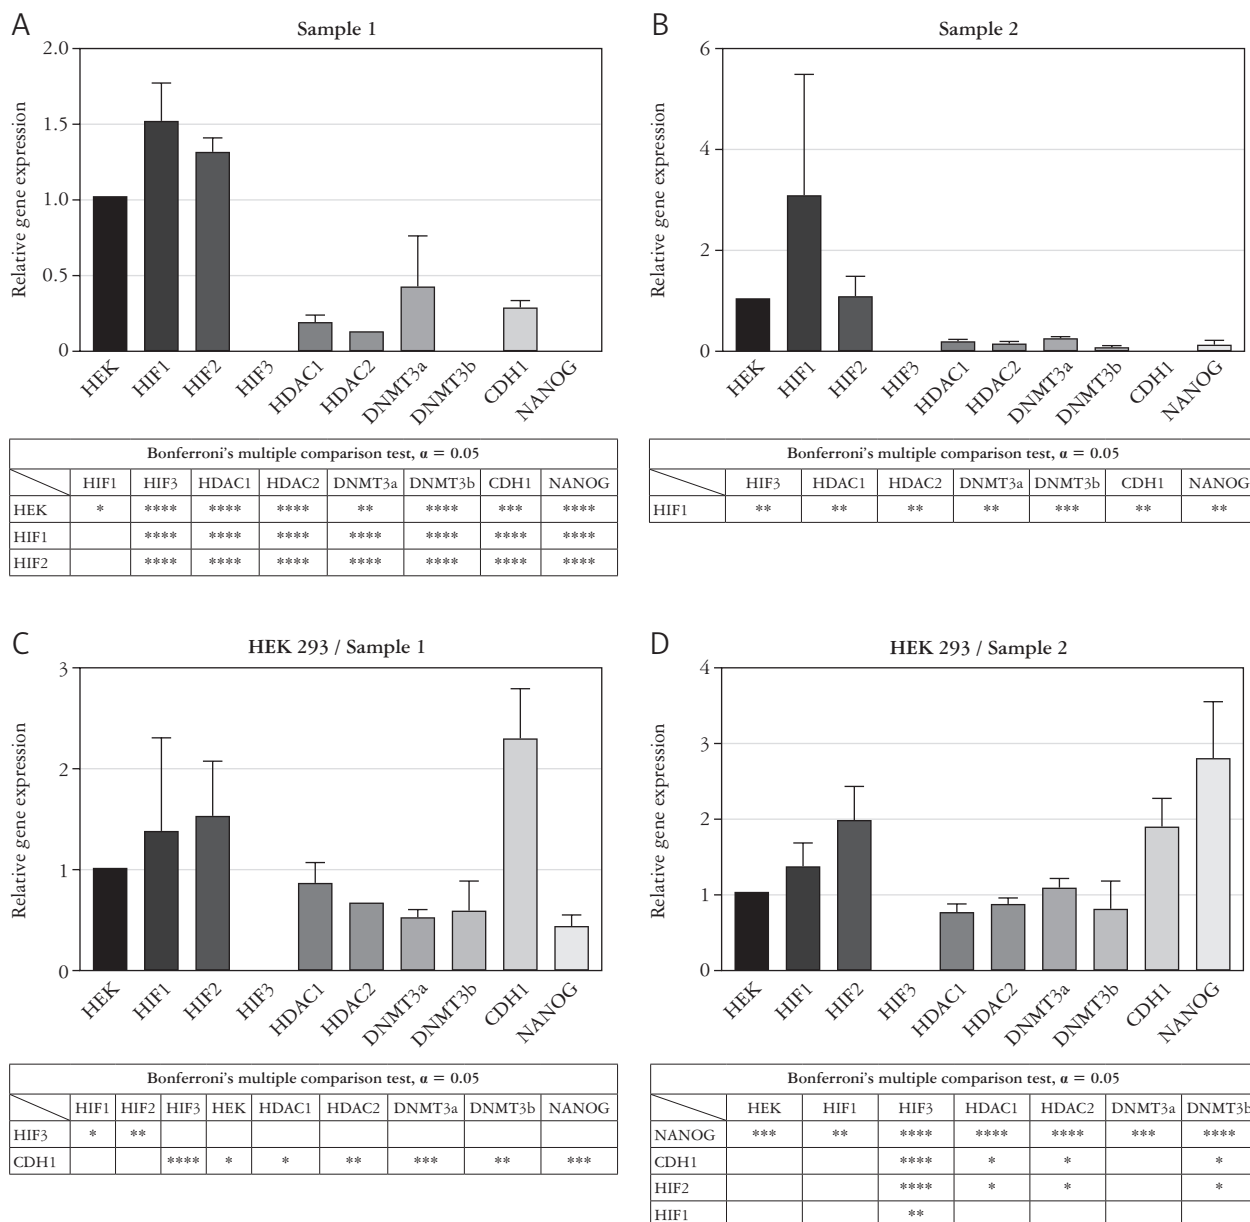 A
Sample 1
Relative gene expression
2.0
1.5
1.0
0.5
0
HEK HIF1 HIF2 HIF3 HDAC1 HDAC2 DNMT3a DNMT3b CDH1 NANOG
Bonferroni's multiple comparison test, α = 0.05
HIF1 HIF3 HDAC1 HDAC2 DNMT3a DNMT3b CDH1 NANOG
HEK * **** **** **** ** **** *** ****
HIF1 **** **** **** **** **** **** ****
HIF2 **** **** **** **** **** **** ****
B
Sample 2
Relative gene expression
6
4
2
0
HEK HIF1 HIF2 HIF3 HDAC1 HDAC2 DNMT3a DNMT3b CDH1 NANOG
Bonferroni's multiple comparison test, α = 0.05
HIF3 HDAC1 HDAC2 DNMT3a DNMT3b CDH1 NANOG
HIF1 ** ** ** ** *** ** **
C
HEK 293 / Sample 1
Relative gene expression
3
2
1
0
HEK HIF1 HIF2 HIF3 HDAC1 HDAC2 DNMT3a DNMT3b CDH1 NANOG
Bonferroni's multiple comparison test, α = 0.05
HIF1 HIF2 HIF3 HEK HDAC1 HDAC2 DNMT3a DNMT3b NANOG
HIF3 * **
CDH1 **** * * ** *** ** ***
D
HEK 293 / Sample 2
Relative gene expression
4
3
2
1
0
HEK HIF1 HIF2 HIF3 HDAC1 HDAC2 DNMT3a DNMT3b CDH1 NANOG
Bonferroni's multiple comparison test, α = 0.05
HEK HIF1 HIF3 HDAC1 HDAC2 DNMT3a DNMT3b
NANOG *** ** **** **** **** *** ****
CDH1 **** * * *
HIF2 **** * * *
HIF1 **